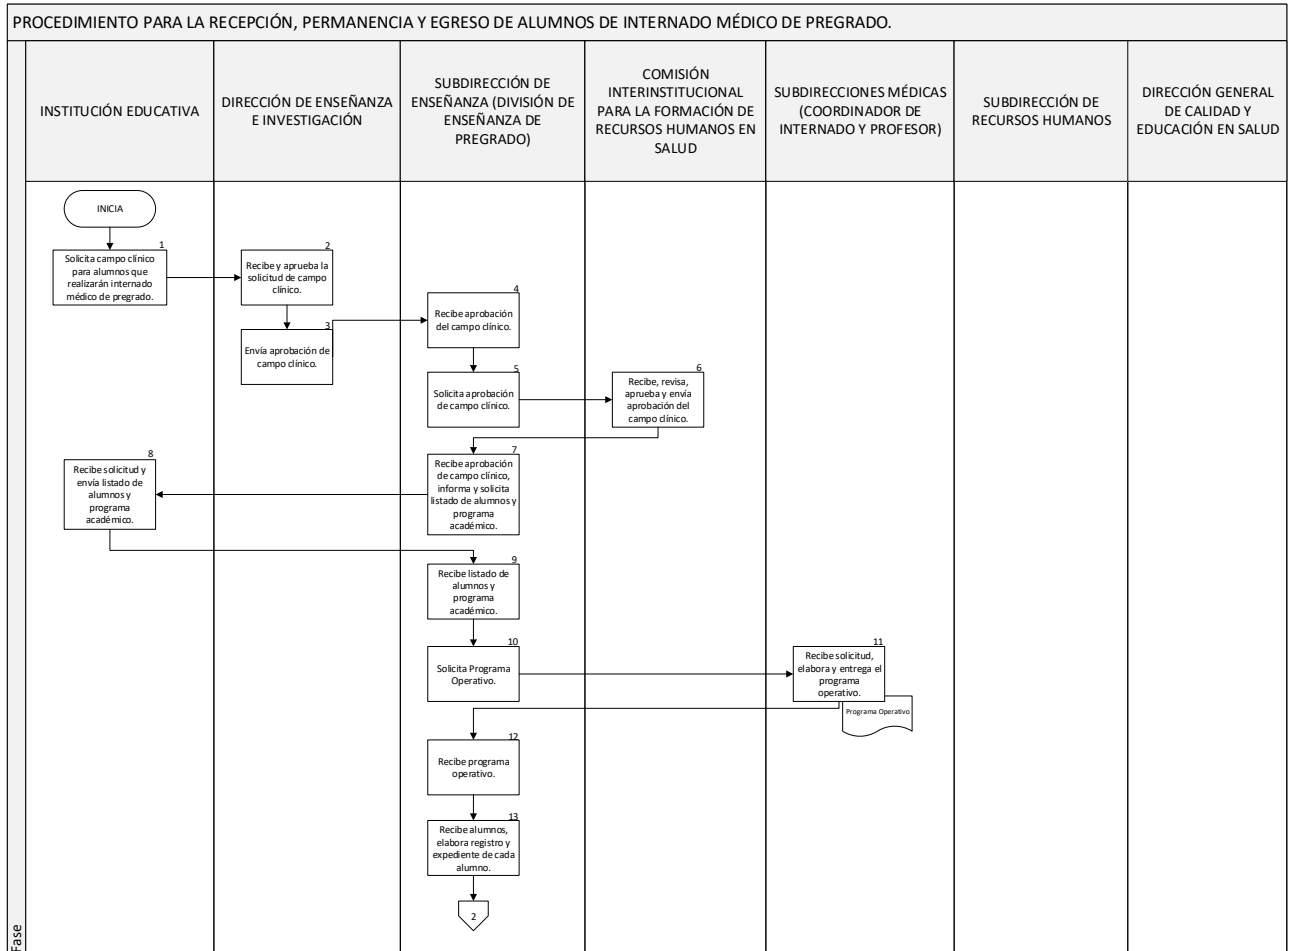 PROCEDIMIENTO PARA LA RECEPCIÓN, PERMANENCIA Y EGRESO DE ALUMNOS DE INTERNADO MÉDICO DE PREGRADO.
INSTITUCIÓN EDUCATIVA
DIRECCIÓN DE ENSEÑANZA
E INVESTIGACIÓN
SUBDIRECCIÓN DE
ENSEÑANZA (DIVISIÓN DE
ENSEÑANZA DE
PREGRADO)
COMISIÓN
INTERINSTITUCIONAL
PARA LA FORMACIÓN DE
RECURSOS HUMANOS EN
SALUD
SUBDIRECCIONES MÉDICAS
(COORDINADOR DE
INTERNADO Y PROFESOR)
SUBDIRECCIÓN DE
RECURSOS HUMANOS
DIRECCIÓN GENERAL
DE CALIDAD Y
EDUCACIÓN EN SALUD
INICIA
1
Solicita campo clínico
para alumnos que
realizarán internado
médico de pregrado.
2
Recibe y aprueba la
solicitud de campo
clínico.
3
Envía aprobación de
campo clínico.
4
Recibe aprobación
del campo clínico.
5
Solicita aprobación
de campo clínico.
6
Recibe, revisa,
aprueba y envía
aprobación del
campo clínico.
7
Recibe aprobación
de campo clínico,
informa y solicita
listado de alumnos y
programa
académico.
8
Recibe solicitud y
envía listado de
alumnos y
programa
académico.
9
Recibe listado de
alumnos y
programa
académico.
10
Solicita Programa
Operativo.
11
Recibe solicitud,
elabora y entrega el
programa
operativo.
Programa Operativo
12
Recibe programa
operativo.
13
Recibe alumnos,
elabora registro y
expediente de cada
alumno.
2
Fase